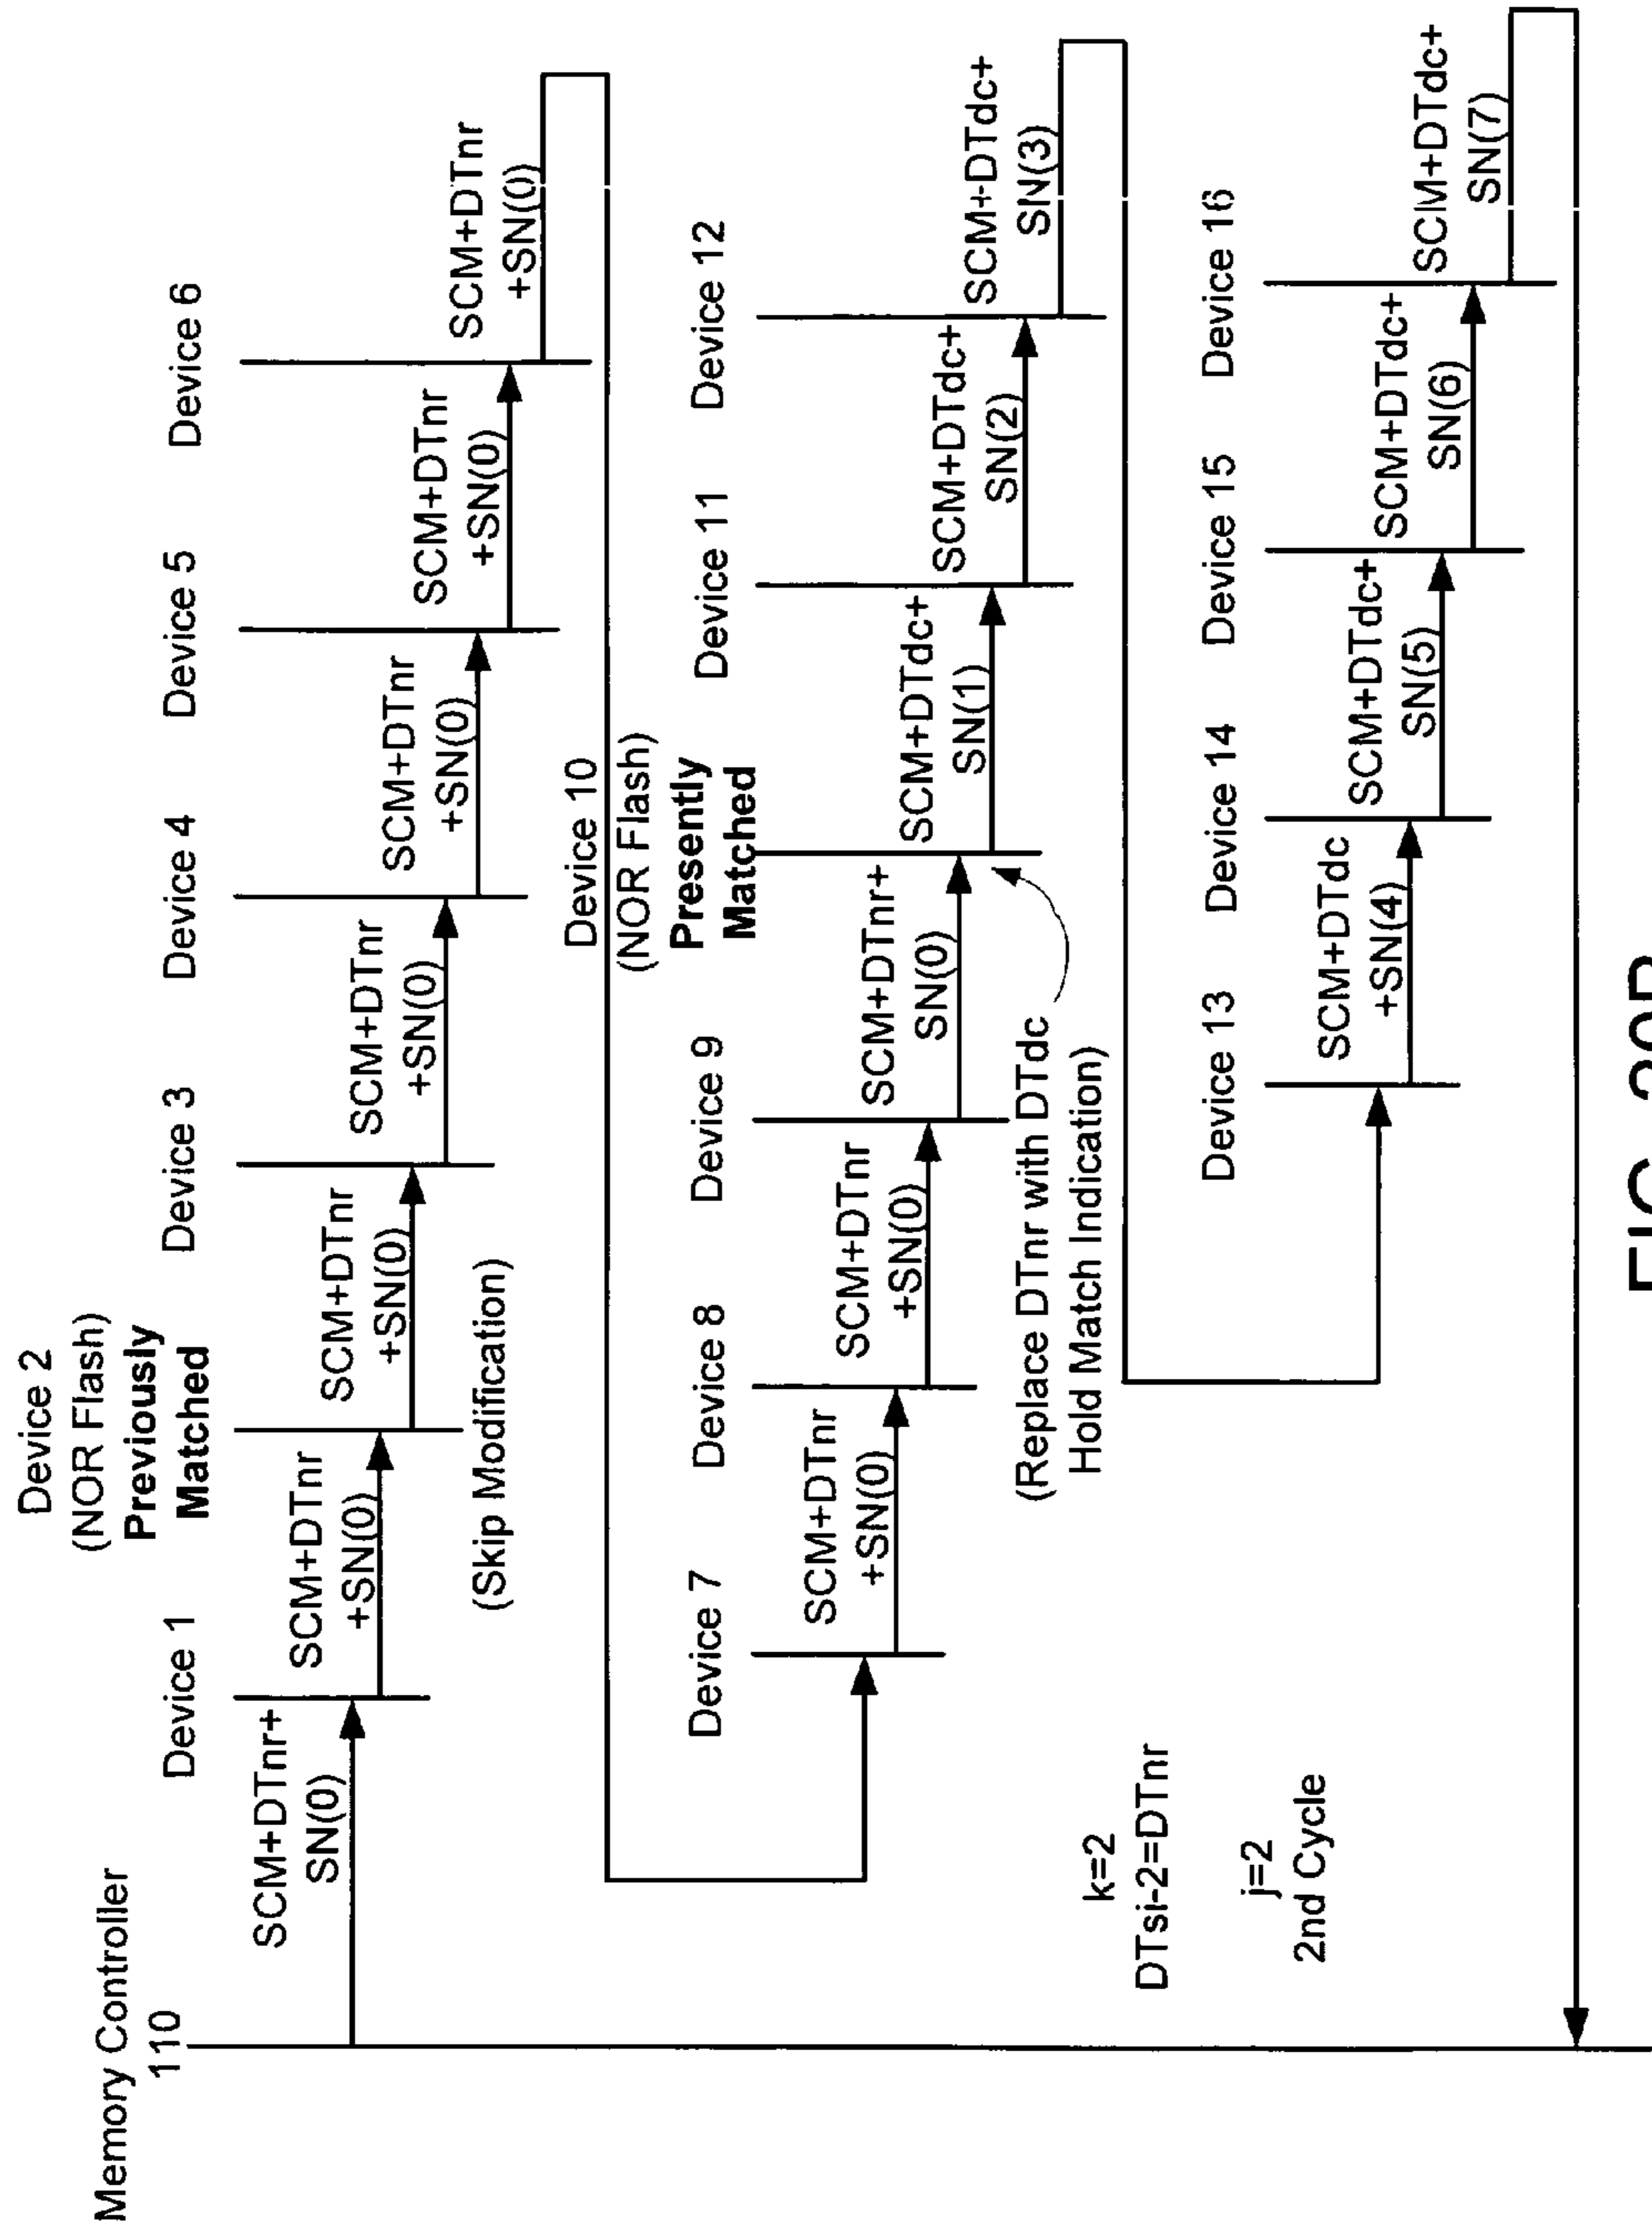 Memory Controller
110
Device 1
Device 2
(NOR Flash)
Previously
Matched
Device 3
Device 4
Device 5
Device 6
SCM+DTnr+
SN(0)
SCM+DTnr
+SN(0)
SCM+DTnr
+SN(0)
SCM+DTnr
+SN(0)
SCM+DTnr
+SN(0)
SCM+DTnr
+SN(0)
SCM+DTnr
+SN(0)
(Skip Modification)
Device 7
Device 8
Device 9
Device 10
(NOR Flash)
Presently
Matched
Device 11
Device 12
SCM+DTnr
+SN(0)
SCM+DTnr
+SN(0)
SCM+DTnr+
SN(0)
SCM+DTdc+
SN(1)
SCM+DTdc+
SN(2)
SCM+DTdc+
SN(3)
(Replace DTnr with DTdc
Hold Match Indication)
k=2
DTsi-2=DTnr
j=2
2nd Cycle
Device 13
Device 14
Device 15
Device 16
SCM+DTdc
+SN(4)
SCM+DTdc+
SN(5)
SCM+DTdc+
SN(6)
SCM+DTdc+
SN(7)